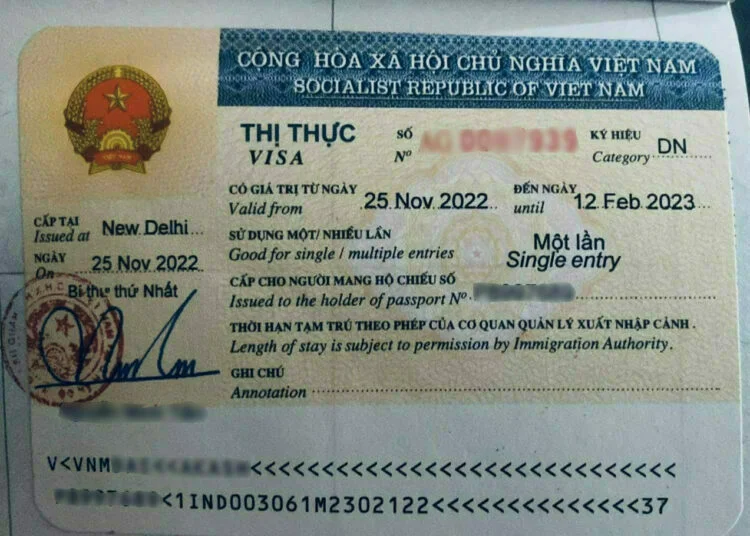 CỘNG HÒA XÃ HỘI CHỦ NGHĨA VIỆT NAM
SOCIALIST REPUBLIC OF VIET NAM
THỊ THỰC
VISA
SỐ
Nº
KÝ HIỆU
Category DN
CÓ GIÁ TRỊ TỪ NGÀY
Valid from 25 Nov 2022
ĐẾN NGÀY
until 12 Feb 2023
CẤP TẠI
Issued at New Delhi
NGÀY
On 25 Nov 2022
Bí thư thứ Nhất
SỬ DỤNG MỘT/ NHIỀU LẦN
Good for single / multiple entries
Một lần
Single entry
CẤP CHO NGƯỜI MANG HỘ CHIẾU SỐ
Issued to the holder of passport Nº
THỜI HẠN TẠM TRÚ THEO PHÉP CỦA CƠ QUAN QUẢN LÝ XUẤT NHẬP CẢNH .
Length of stay is subject to permission by Immigration Authority.
GHI CHÚ
Annotation
V<VNM <<<<<<<<<<<<<<<<<<<<<<<<<<<<<<
<1IND003061M2302122<<<<<<<<<<<<<<37